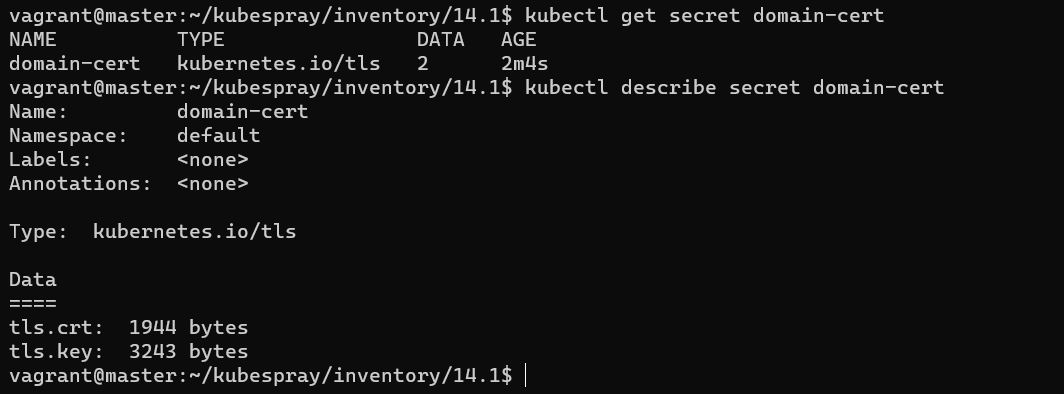 vagrant@master:~/kubespray/inventory/14.1$ kubectl get secret domain-cert
NAME          TYPE                DATA   AGE
domain-cert   kubernetes.io/tls   2      2m4s
vagrant@master:~/kubespray/inventory/14.1$ kubectl describe secret domain-cert
Name:         domain-cert
Namespace:    default
Labels:       <none>
Annotations:  <none>

Type:  kubernetes.io/tls

Data
====
tls.crt:  1944 bytes
tls.key:  3243 bytes
vagrant@master:~/kubespray/inventory/14.1$